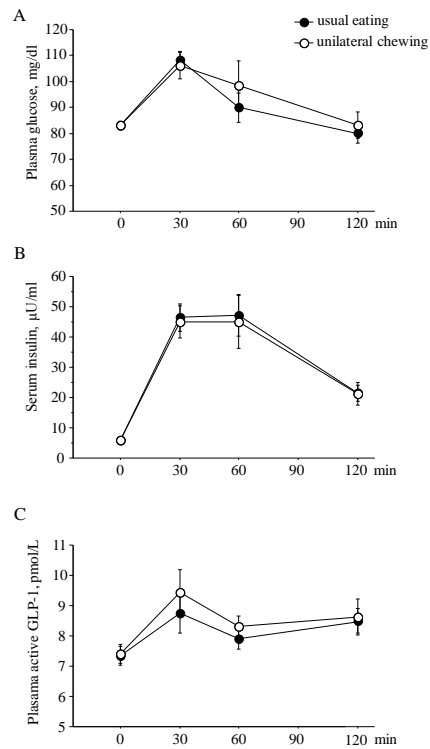 A
usual eating
unilateral chewing
Plasma glucose, mg/dl
120
110
100
90
80
70
60
50
0 30 60 90 120 min
B
Serum insulin, μU/ml
60
50
40
30
20
10
0
0 30 60 90 120 min
C
Plasama active GLP-1, pmol/L
11
10
9
8
7
6
5
0 30 60 90 120 min